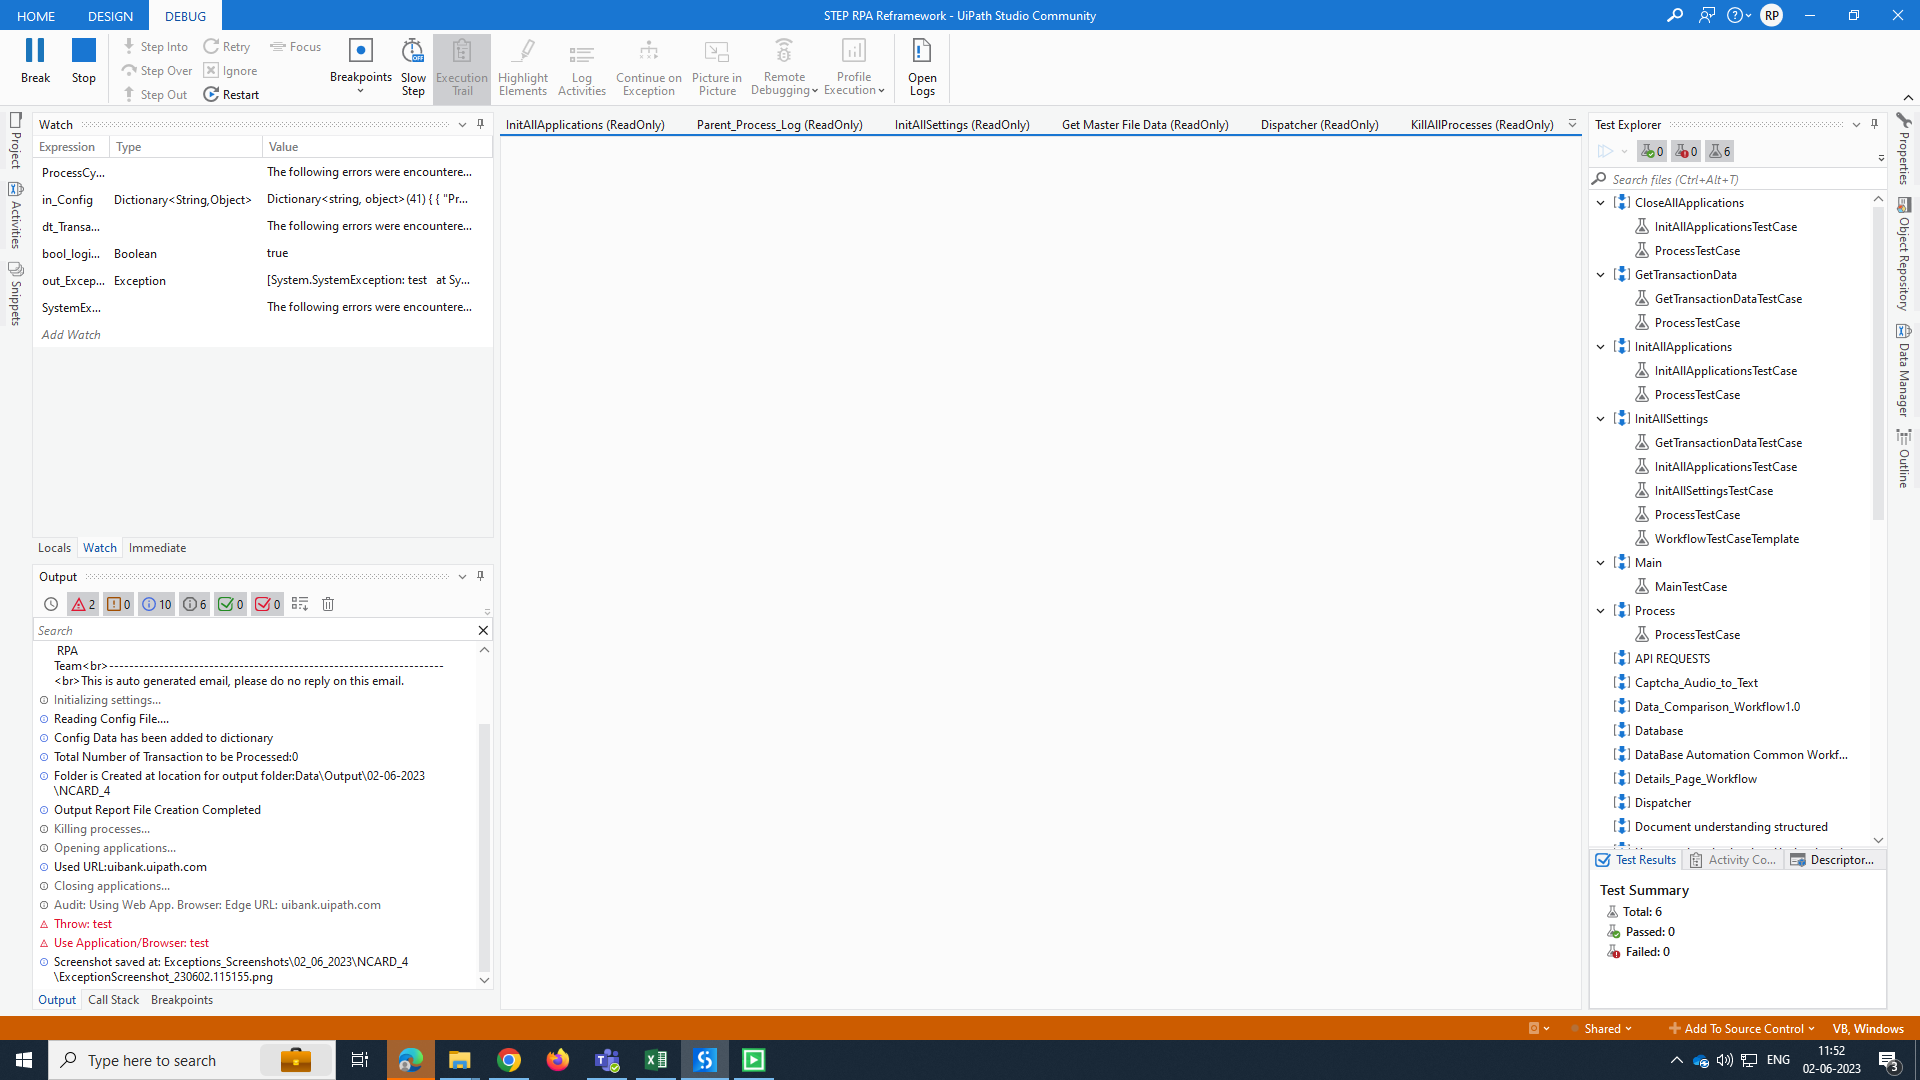 HOME
DESIGN
DEBUG
STEP RPA Reframework - UiPath Studio Community
RP
Break
Stop
Step Into
Step Over
Step Out
Retry
Ignore
Restart
Focus
Breakpoints
Slow
Step
Execution
Trail
Highlight
Elements
Log
Activities
Continue on
Exception
Picture in
Picture
Remote
Debugging
Profile
Execution
Open
Logs
Project
Activities
Snippets
Watch
Expression Type Value
ProcessCy... The following errors were encountere...
in_Config Dictionary<String,Object> Dictionary<string, object>(41) { { "Pr...
dt_Transa... The following errors were encountere...
bool_logi... Boolean true
out_Excep... Exception [System.SystemException: test at Sy...
SystemEx... The following errors were encountere...
Add Watch
Locals Watch Immediate
Output
2 0 10 6 0 0
Search
RPA
Team<br>-------------------------------------------------------------------
<br>This is auto generated email, please do no reply on this email.
Initializing settings...
Reading Config File....
Config Data has been added to dictionary
Total Number of Transaction to be Processed:0
Folder is Created at location for output folder:Data\Output\02-06-2023
\NCARD_4
Output Report File Creation Completed
Killing processes...
Opening applications...
Used URL:uibank.uipath.com
Closing applications...
Audit: Using Web App. Browser: Edge URL: uibank.uipath.com
Throw: test
Use Application/Browser: test
Screenshot saved at: Exceptions_Screenshots\02_06_2023\NCARD_4
\ExceptionScreenshot_230602.115155.png
Output Call Stack Breakpoints
InitAllApplications (ReadOnly) Parent_Process_Log (ReadOnly) InitAllSettings (ReadOnly) Get Master File Data (ReadOnly) Dispatcher (ReadOnly) KillAllProcesses (ReadOnly)
Test Explorer
0 0 6
Search files (Ctrl+Alt+T)
CloseAllApplications
InitAllApplicationsTestCase
ProcessTestCase
GetTransactionData
GetTransactionDataTestCase
ProcessTestCase
InitAllApplications
InitAllApplicationsTestCase
ProcessTestCase
InitAllSettings
GetTransactionDataTestCase
InitAllApplicationsTestCase
InitAllSettingsTestCase
ProcessTestCase
WorkflowTestCaseTemplate
Main
MainTestCase
Process
ProcessTestCase
API REQUESTS
Captcha_Audio_to_Text
Data_Comparison_Workflow1.0
Database
DataBase Automation Common Workf...
Details_Page_Workflow
Dispatcher
Document understanding structured
Test Results Activity Co... Descriptor...
Test Summary
Total: 6
Passed: 0
Failed: 0
Properties
Object Repository
Data Manager
Outline
Shared Add To Source Control VB, Windows
Type here to search
ENG
11:52
02-06-2023
3